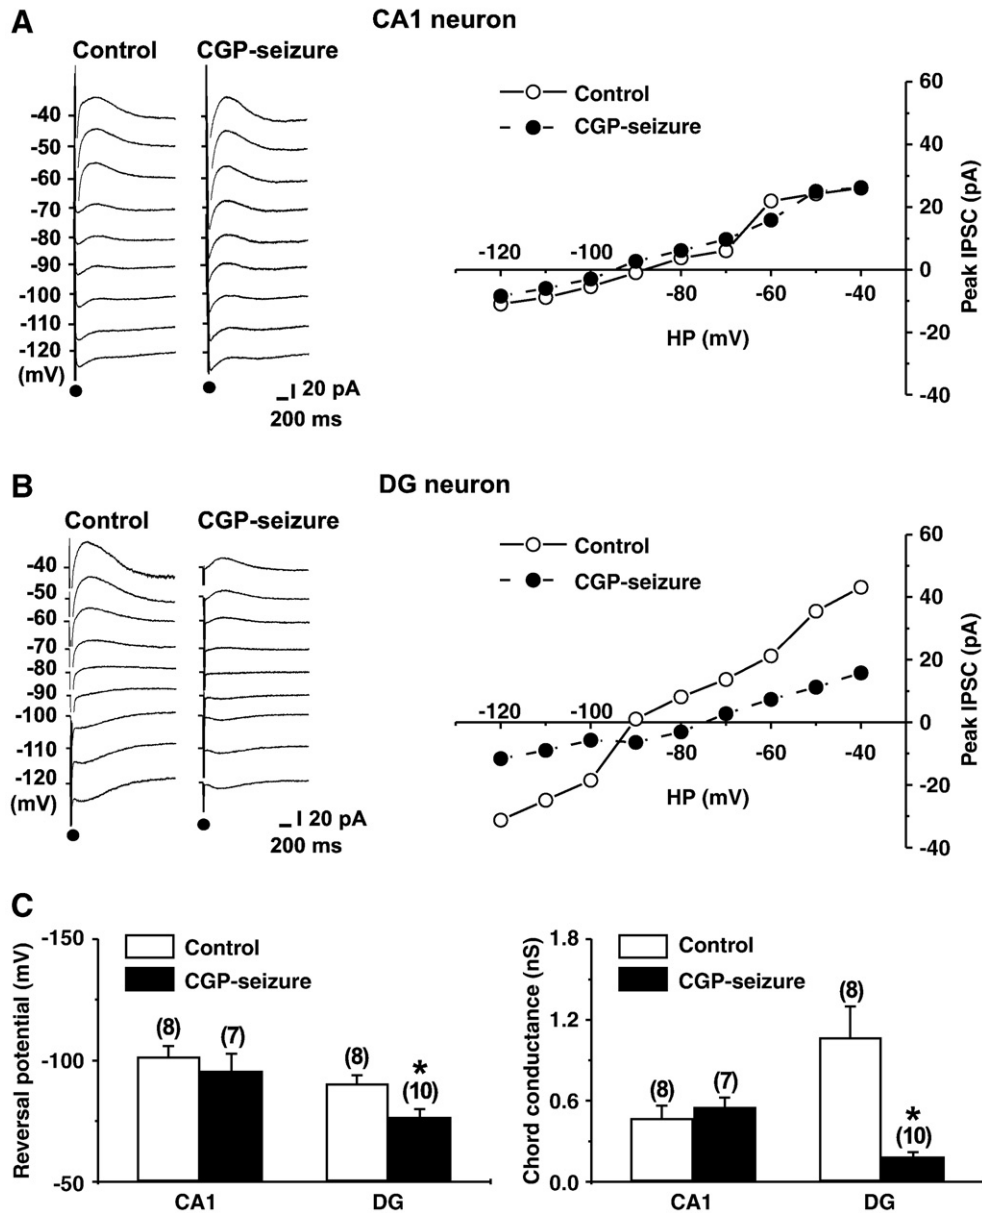 A
CA1 neuron
Control CGP-seizure
-40
-50
-60
-70
-80
-90
-100
-110
-120
(mV)
20 pA
200 ms
Control
CGP-seizure
60
40
20
0
-20
-40
Peak IPSC (pA)
-120 -100
-80 -60 -40
HP (mV)
B
DG neuron
Control CGP-seizure
-40
-50
-60
-70
-80
-90
-100
-110
-120
(mV)
20 pA
200 ms
Control
CGP-seizure
60
40
20
0
-20
-40
Peak IPSC (pA)
-120 -100
-80 -60 -40
HP (mV)
C
Reversal potential (mV)
-150
-100
-50
Control
CGP-seizure
(8) (7) (8) * (10)
CA1 DG
Chord conductance (nS)
1.8
1.2
0.6
0.0
Control
CGP-seizure
(8) (7) (8) * (10)
CA1 DG